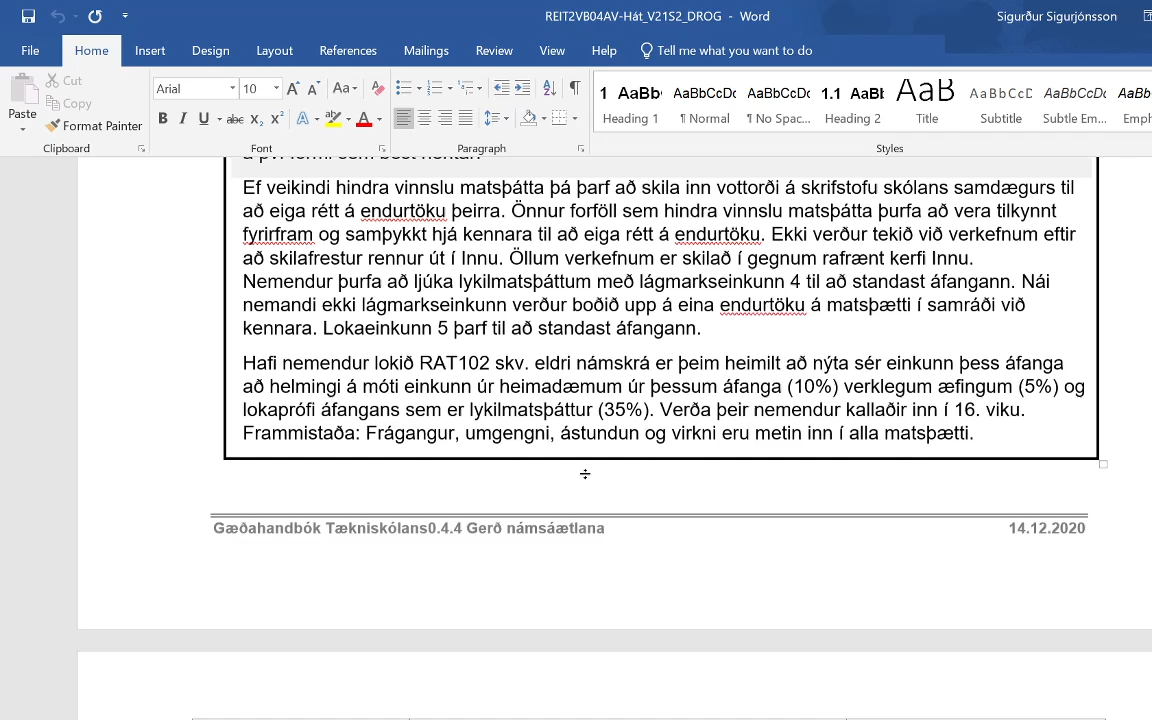 REIT2VB04AV-Hát_V21S2_DROG - Word
Sigurður Sigurjónsson
File Home Insert Design Layout References Mailings Review View Help Tell me what you want to do
Paste
Cut
Copy
Format Painter
Clipboard
Arial 10
Font
Paragraph
1 AaBb AaBbCcDc AaBbCcDc 1.1 AaBb AaB AaBbCcD AaBbCcDc AaBb
Heading 1 ¶ Normal ¶ No Spac... Heading 2 Title Subtitle Subtle Em... Emph
Styles
á því formi sem best hentar.
Ef veikindi hindra vinnslu matsþátta þá þarf að skila inn vottorði á skrifstofu skólans samdægurs til
að eiga rétt á endurtöku þeirra. Önnur forföll sem hindra vinnslu matsþátta þurfa að vera tilkynnt
fyrirfram og samþykkt hjá kennara til að eiga rétt á endurtöku. Ekki verður tekið við verkefnum eftir
að skilafrestur rennur út í Innu. Öllum verkefnum er skilað í gegnum rafrænt kerfi Innu.
Nemendur þurfa að ljúka lykilmatsþáttum með lágmarkseinkunn 4 til að standast áfangann. Nái
nemandi ekki lágmarkseinkunn verður boðið upp á eina endurtöku á matsþætti í samráði við
kennara. Lokaeinkunn 5 þarf til að standast áfangann.
Hafi nemendur lokið RAT102 skv. eldri námskrá er þeim heimilt að nýta sér einkunn þess áfanga
að helmingi á móti einkunn úr heimadæmum úr þessum áfanga (10%) verklegum æfingum (5%) og
lokaprófi áfangans sem er lykilmatsþáttur (35%). Verða þeir nemendur kallaðir inn í 16. viku.
Frammistaða: Frágangur, umgengni, ástundun og virkni eru metin inn í alla matsþætti.
Gæðahandbók Tækniskólans0.4.4 Gerð námsáætlana
14.12.2020